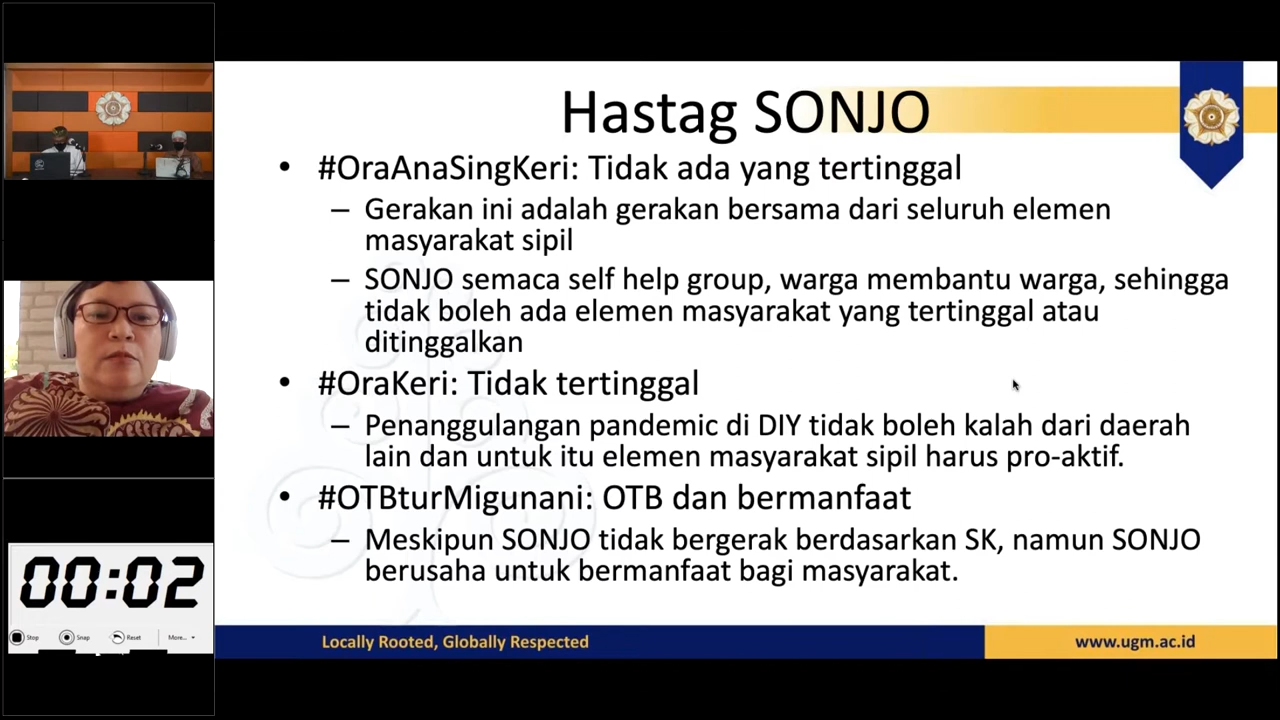 Hastag SONJO
• #OraAnaSingKeri: Tidak ada yang tertinggal
– Gerakan ini adalah gerakan bersama dari seluruh elemen
masyarakat sipil
– SONJO semaca self help group, warga membantu warga, sehingga
tidak boleh ada elemen masyarakat yang tertinggal atau
ditinggalkan
• #OraKeri: Tidak tertinggal
– Penanggulangan pandemic di DIY tidak boleh kalah dari daerah
lain dan untuk itu elemen masyarakat sipil harus pro-aktif.
• #OTBturMigunani: OTB dan bermanfaat
– Meskipun SONJO tidak bergerak berdasarkan SK, namun SONJO
berusaha untuk bermanfaat bagi masyarakat.
Locally Rooted, Globally Respected
www.ugm.ac.id
00:02
Stop
Snap
Reset
More...